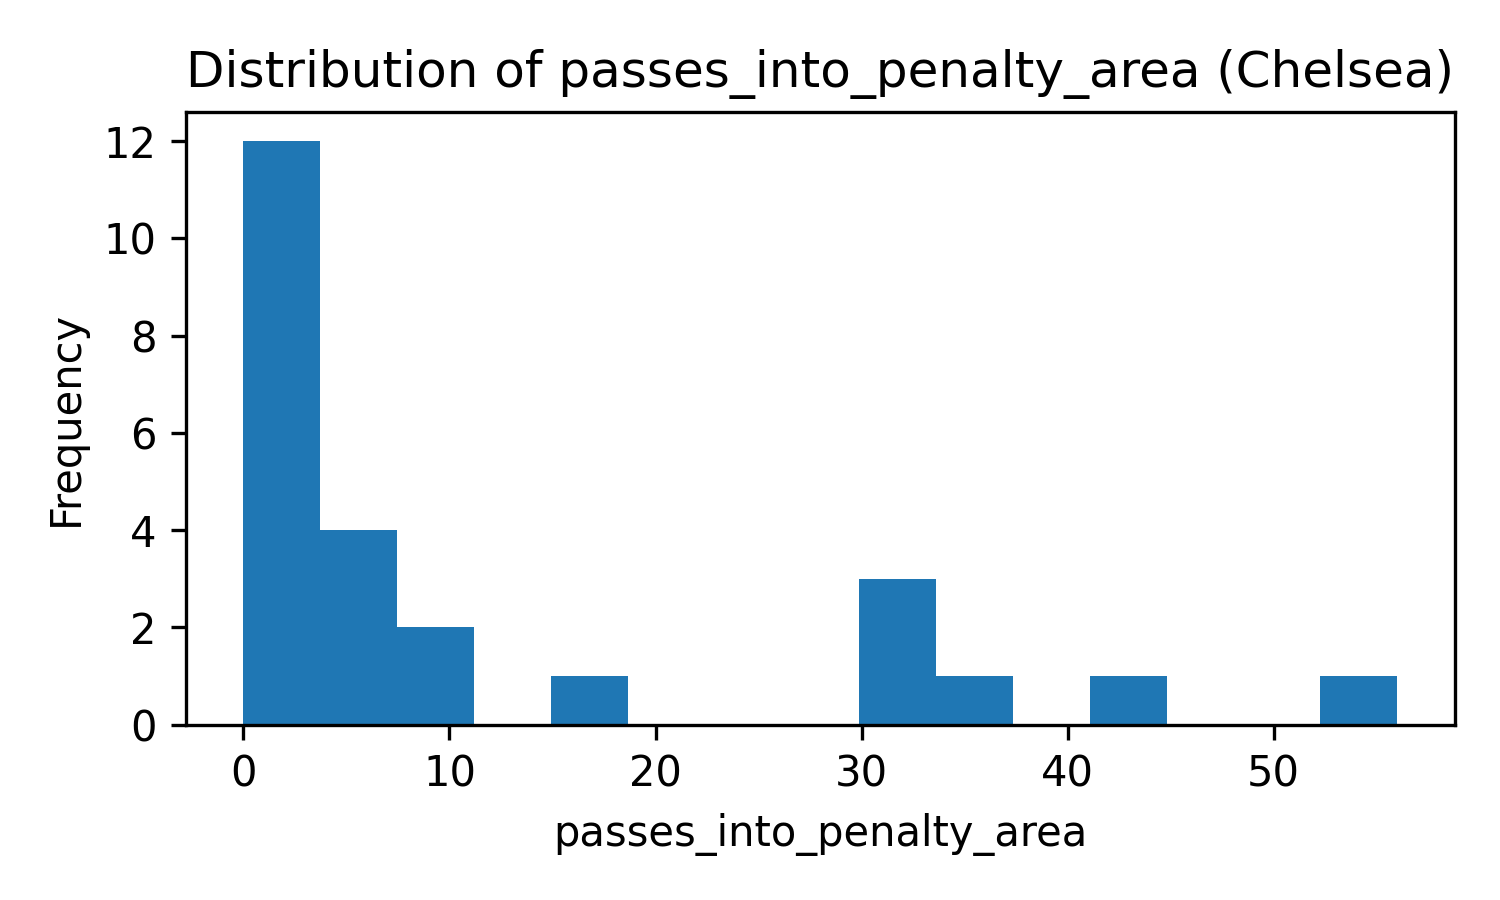 Distribution of passes_into_penalty_area (Chelsea)
12
10
8
6
4
2
0
Frequency
0 10 20 30 40 50
passes_into_penalty_area